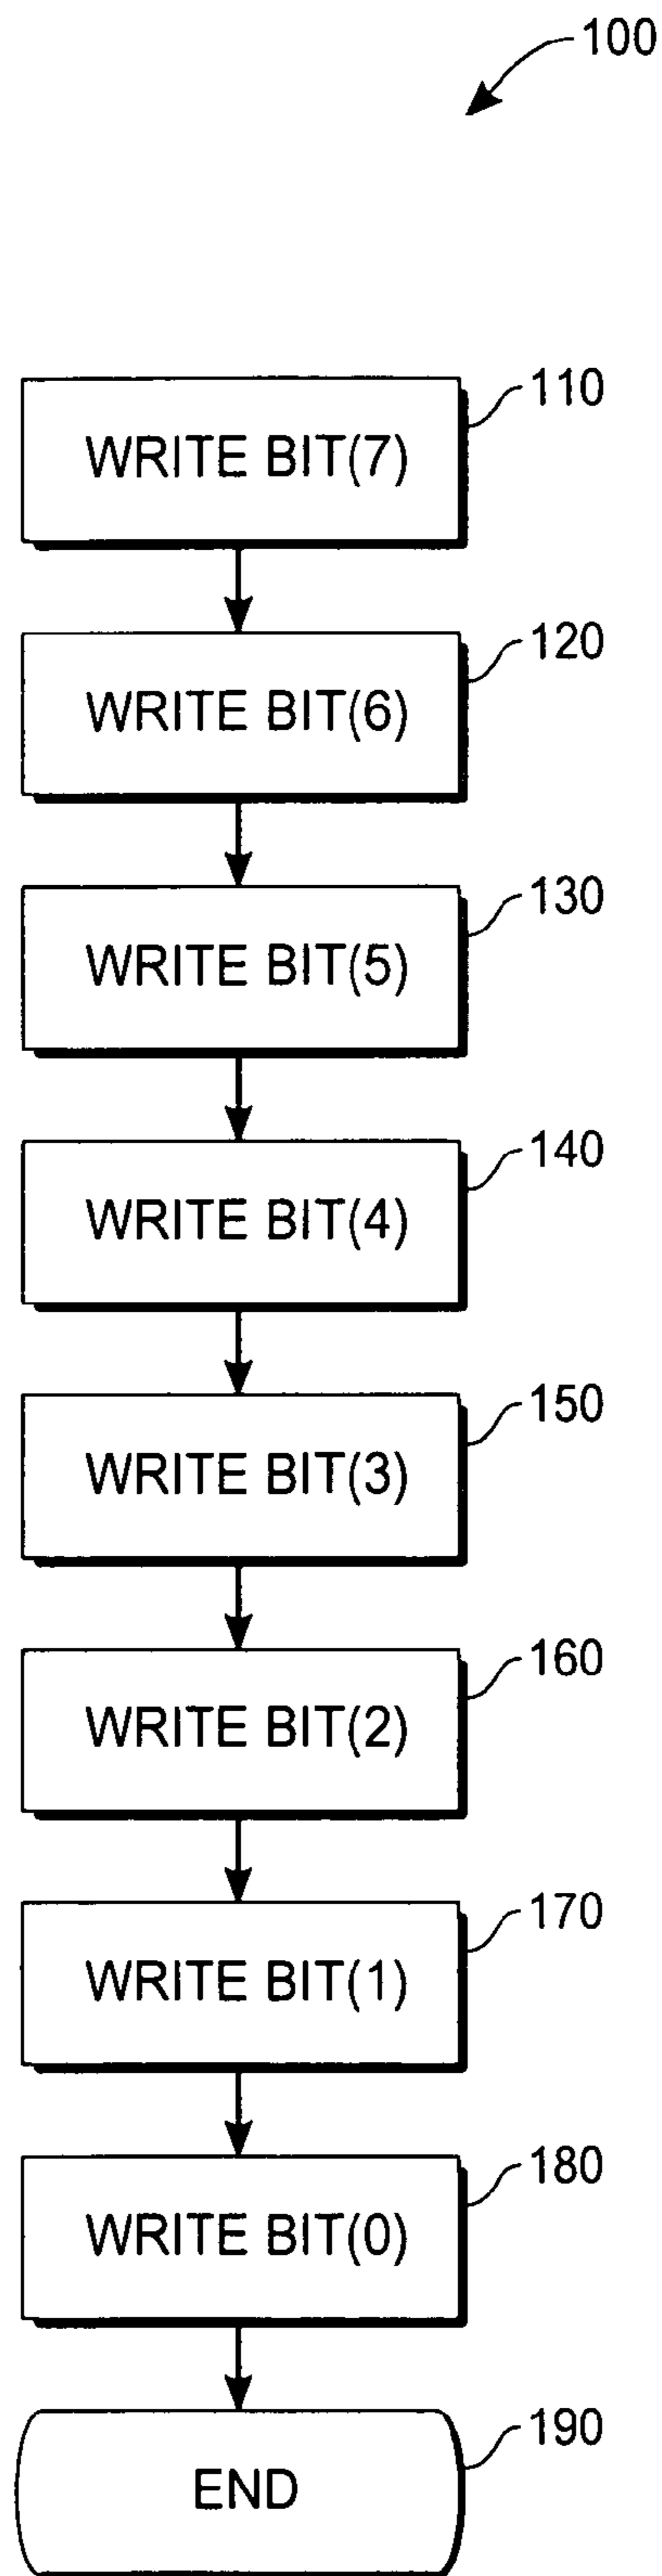 100
110
WRITE BIT(7)
120
WRITE BIT(6)
130
WRITE BIT(5)
140
WRITE BIT(4)
150
WRITE BIT(3)
160
WRITE BIT(2)
170
WRITE BIT(1)
180
WRITE BIT(0)
190
END